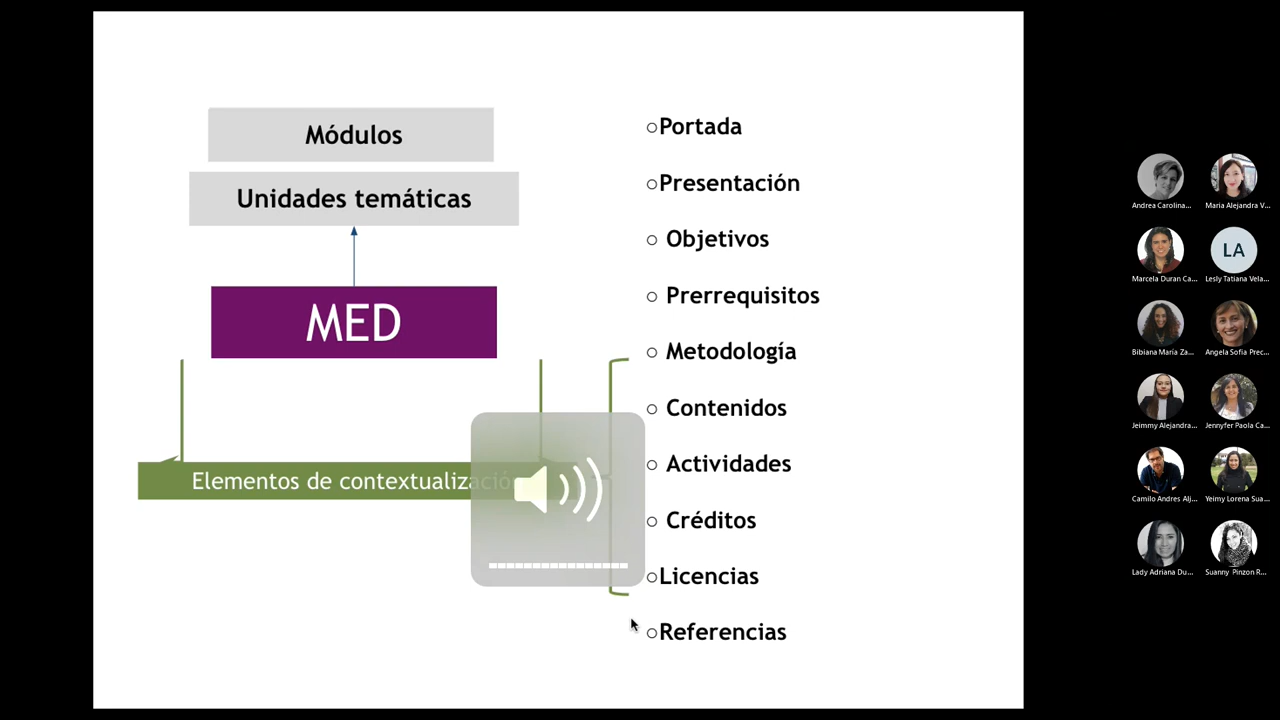 Módulos
Unidades temáticas
MED
Elementos de contextualizació
○Portada
○Presentación
○ Objetivos
○ Prerrequisitos
○ Metodología
○ Contenidos
○ Actividades
○ Créditos
○Licencias
○Referencias
Andrea Carolina...
María Alejandra V...
Marcela Duran Ca...
LA
Lesly Tatiana Vela...
Bibiana María Za...
Angela Sofia Prec...
Jeimmy Alejandra...
Jennyfer Paola Ca...
Camilo Andres Alj...
Yeimy Lorena Sua...
Lady Adriana Du...
Suanny Pinzon R...